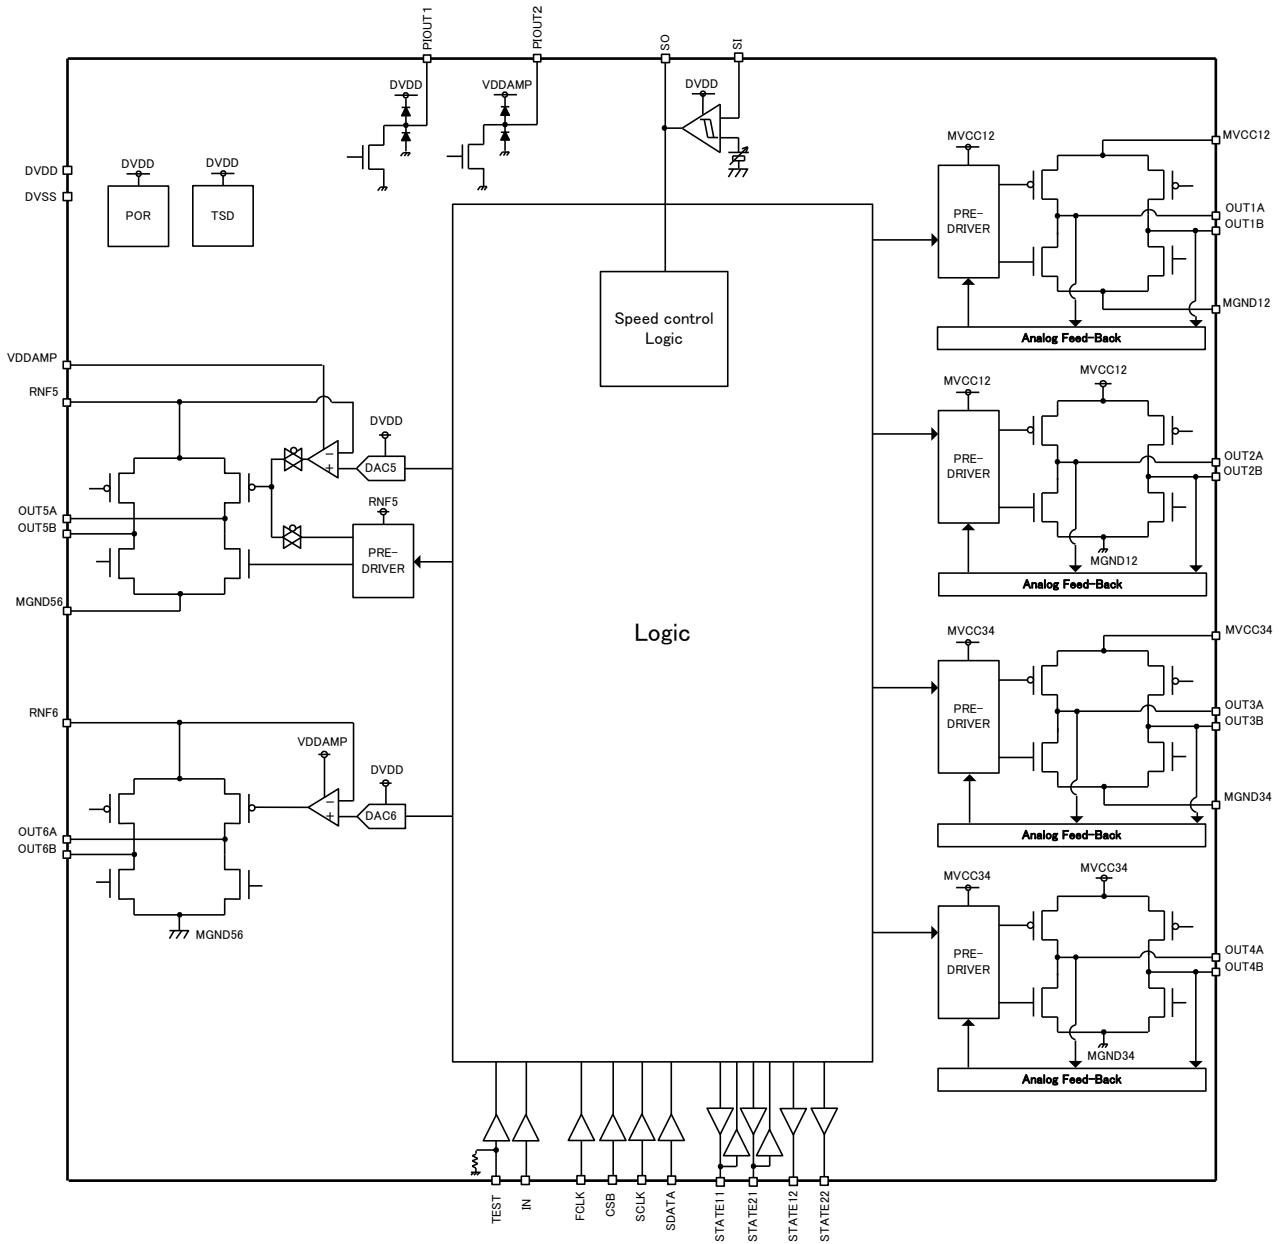 PIOUT1
PIOUT2
SO
SI
DVDD
VDDAMP
DVDD
MVCC12
MVCC12
DVDD
DVSS
DVDD
POR
DVDD
TSD
PRE-
DRIVER
OUT1A
OUT1B
MGND12
Analog Feed-Back
Speed control
Logic
VDDAMP
RNF5
DVDD
DAC5
-
+
RNF5
PRE-
DRIVER
OUT5A
OUT5B
MGND56
MVCC12
MVCC12
PRE-
DRIVER
OUT2A
OUT2B
MGND12
Analog Feed-Back
Logic
MVCC34
MVCC34
PRE-
DRIVER
OUT3A
OUT3B
MGND34
Analog Feed-Back
RNF6
VDDAMP
DVDD
DAC6
-
+
OUT6A
OUT6B
MGND56
MVCC34
MVCC34
PRE-
DRIVER
OUT4A
OUT4B
MGND34
Analog Feed-Back
TEST
IN
FCLK
CSB
SCLK
SDATA
STATE11
STATE21
STATE12
STATE22